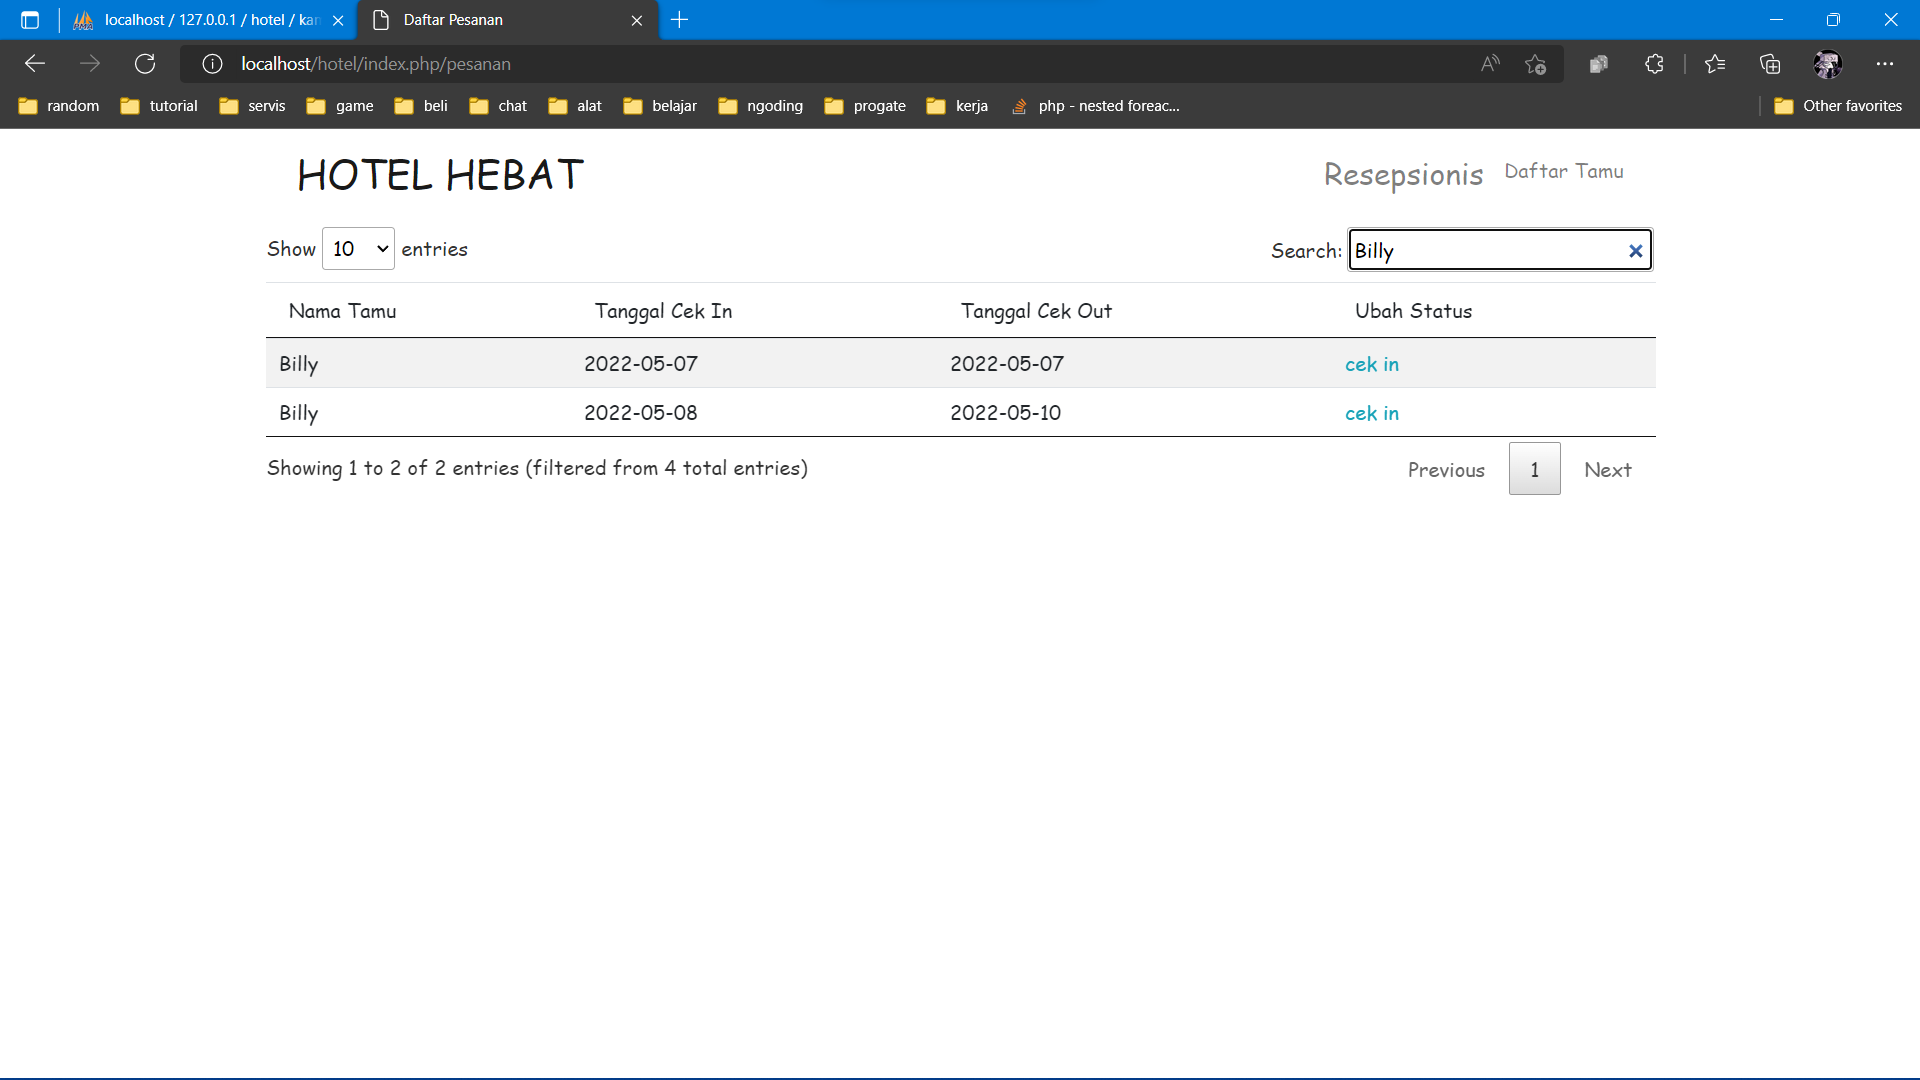 localhost / 127.0.0.1 / hotel / kan
Daftar Pesanan
localhost/hotel/index.php/pesanan
random tutorial servis game beli chat alat belajar ngoding progate kerja php - nested foreac... Other favorites
HOTEL HEBAT
Resepsionis Daftar Tamu
Show 10 entries
Search: Billy
Nama Tamu Tanggal Cek In Tanggal Cek Out Ubah Status
Billy 2022-05-07 2022-05-07 cek in
Billy 2022-05-08 2022-05-10 cek in
Showing 1 to 2 of 2 entries (filtered from 4 total entries)
Previous 1 Next